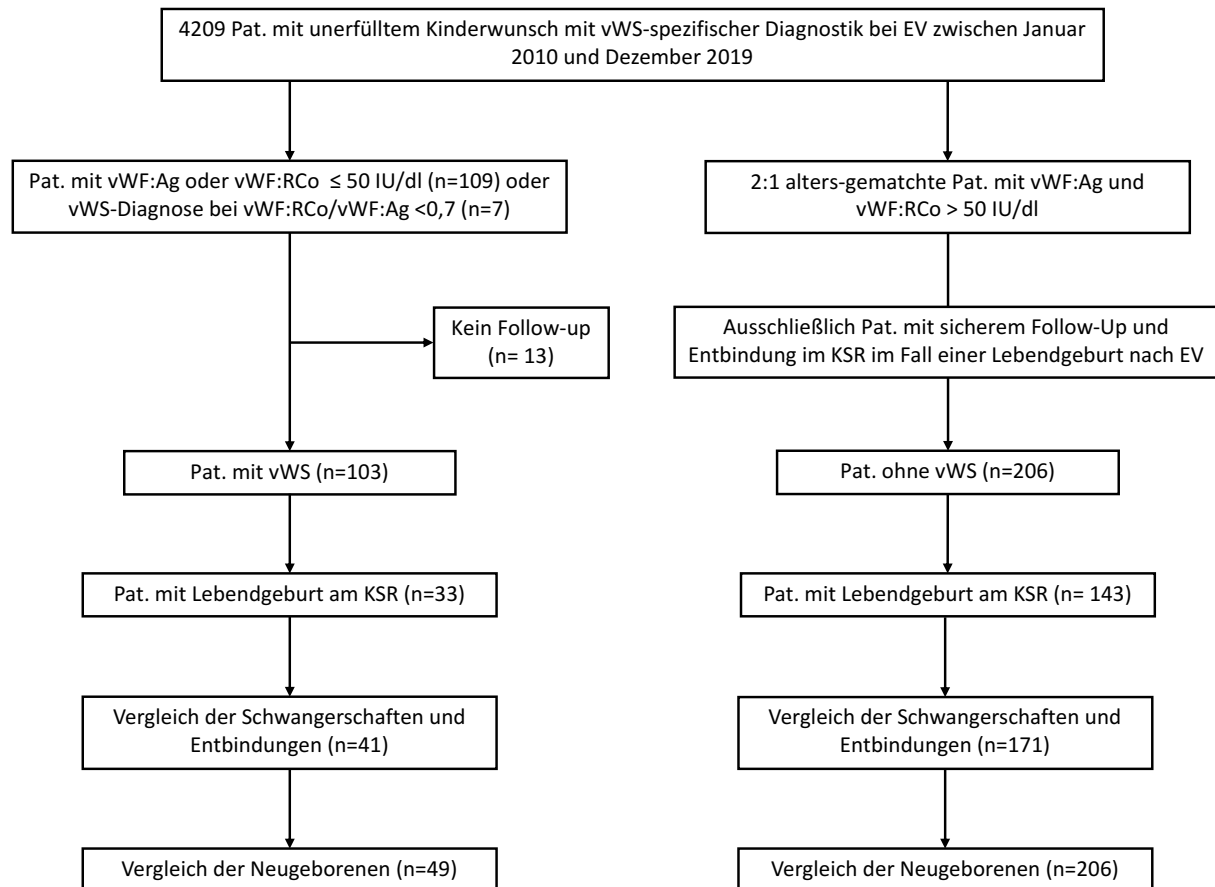 4209 Pat. mit unerfülltem Kinderwunsch mit vWS-spezifischer Diagnostik bei EV zwischen Januar
2010 und Dezember 2019
Pat. mit vWF:Ag oder vWF:RCo ≤ 50 IU/dl (n=109) oder
vWS-Diagnose bei vWF:RCo/vWF:Ag <0,7 (n=7)
2:1 alters-gematchte Pat. mit vWF:Ag und
vWF:RCo > 50 IU/dl
Kein Follow-up
(n= 13)
Ausschließlich Pat. mit sicherem Follow-Up und
Entbindung im KSR im Fall einer Lebendgeburt nach EV
Pat. mit vWS (n=103)
Pat. ohne vWS (n=206)
Pat. mit Lebendgeburt am KSR (n=33)
Pat. mit Lebendgeburt am KSR (n= 143)
Vergleich der Schwangerschaften und
Entbindungen (n=41)
Vergleich der Schwangerschaften und
Entbindungen (n=171)
Vergleich der Neugeborenen (n=49)
Vergleich der Neugeborenen (n=206)